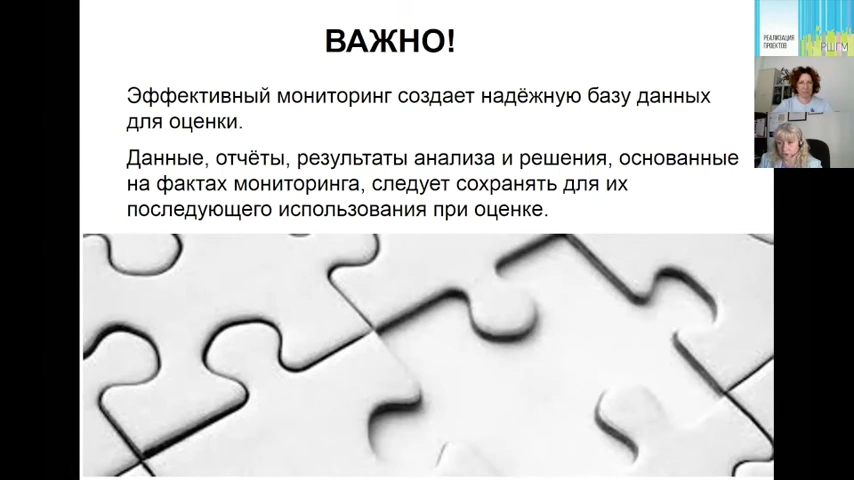 ВАЖНО!
Эффективный мониторинг создает надёжную базу данных
для оценки.
Данные, отчёты, результаты анализа и решения, основанные
на фактах мониторинга, следует сохранять для их
последующего использования при оценке.
РЕАЛИЗАЦИЯ
ПРОЕКТОВ
РШГМ